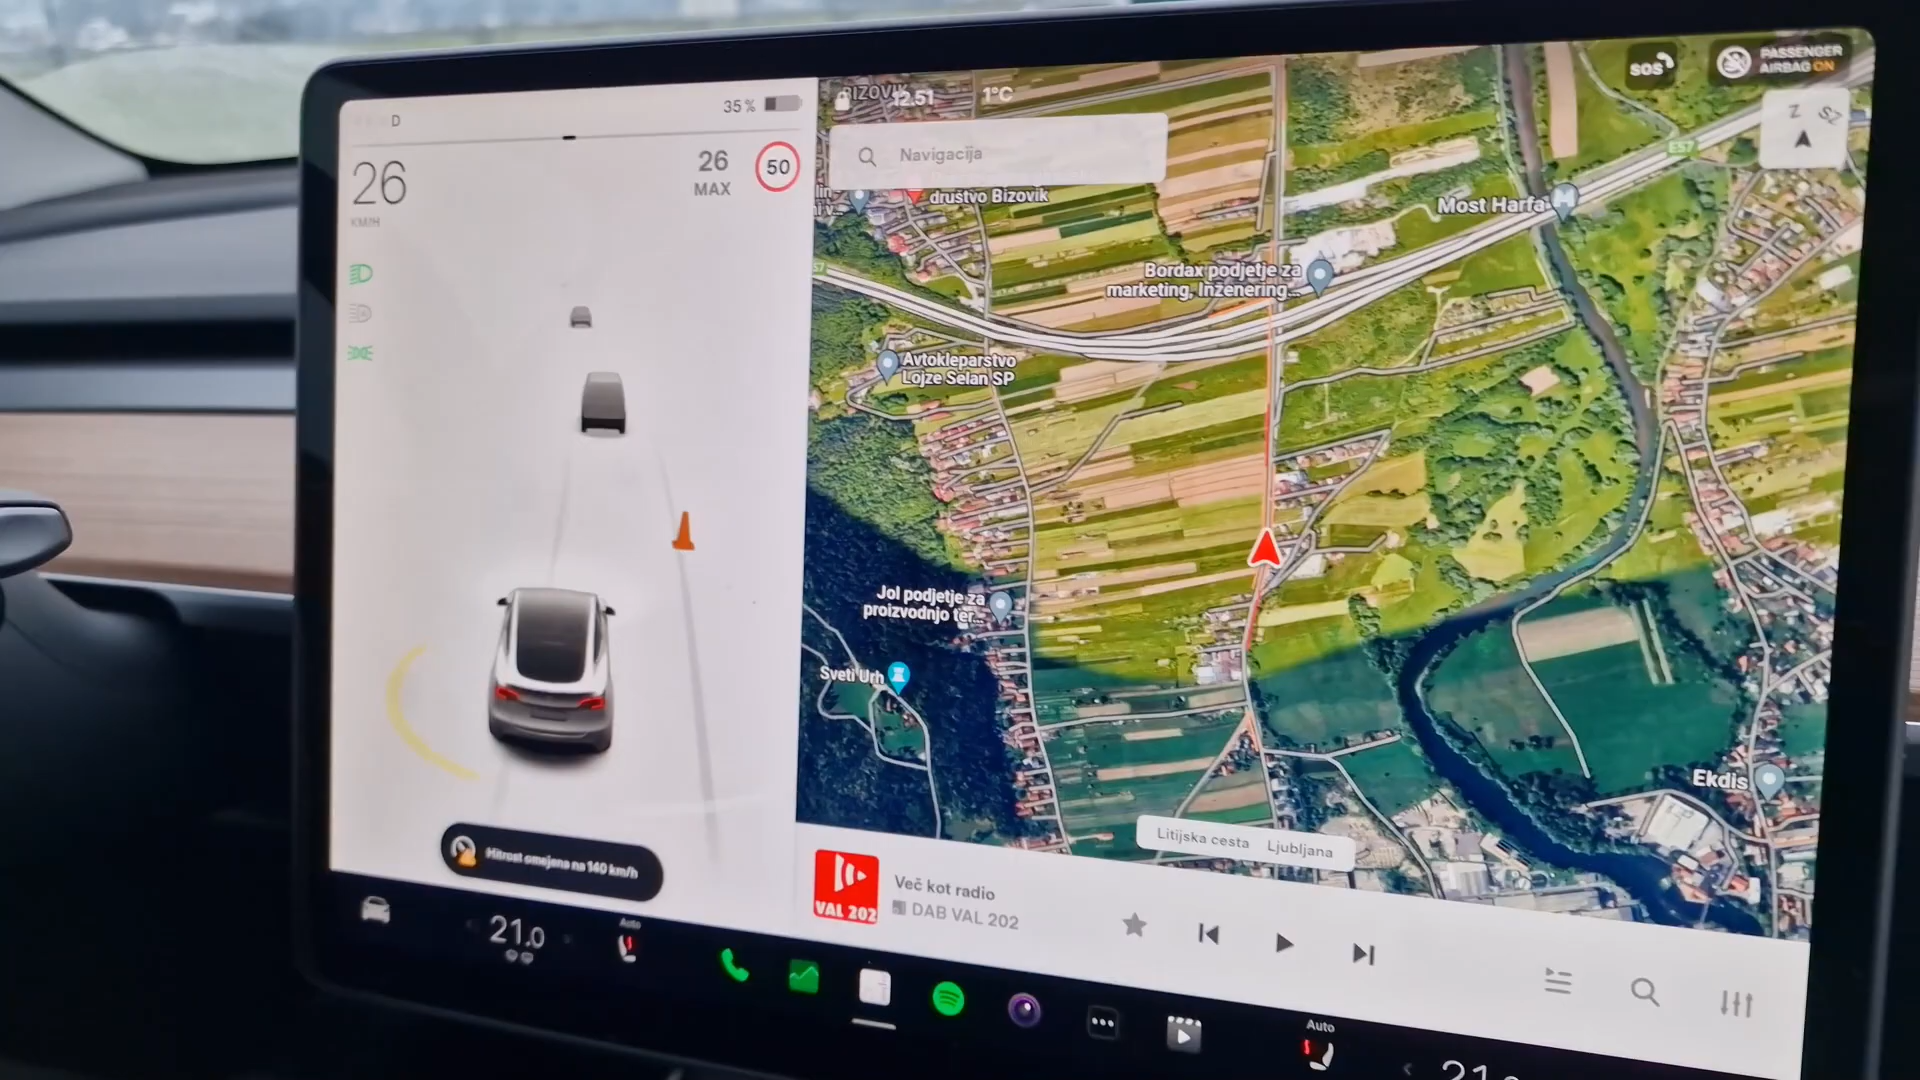 D
35 %
26
KM/H
26
MAX
50
Hitrost omejena na 140 km/h
BIZOVIK
12:51
1°C
SOS
PASSENGER
AIRBAG ON
Z
SZ
Navigacija
društvo Bizovik
E57
Most Harfa
Bordax podjetje za
marketing, Inženering...
Avtokleparstvo
Lojze Selan SP
Jol podjetje za
proizvodnjo ter...
Sveti Urh
Ekdis
Litijska cesta Ljubljana
VAL 202
Več kot radio
DAB VAL 202
21.0
Auto
Auto